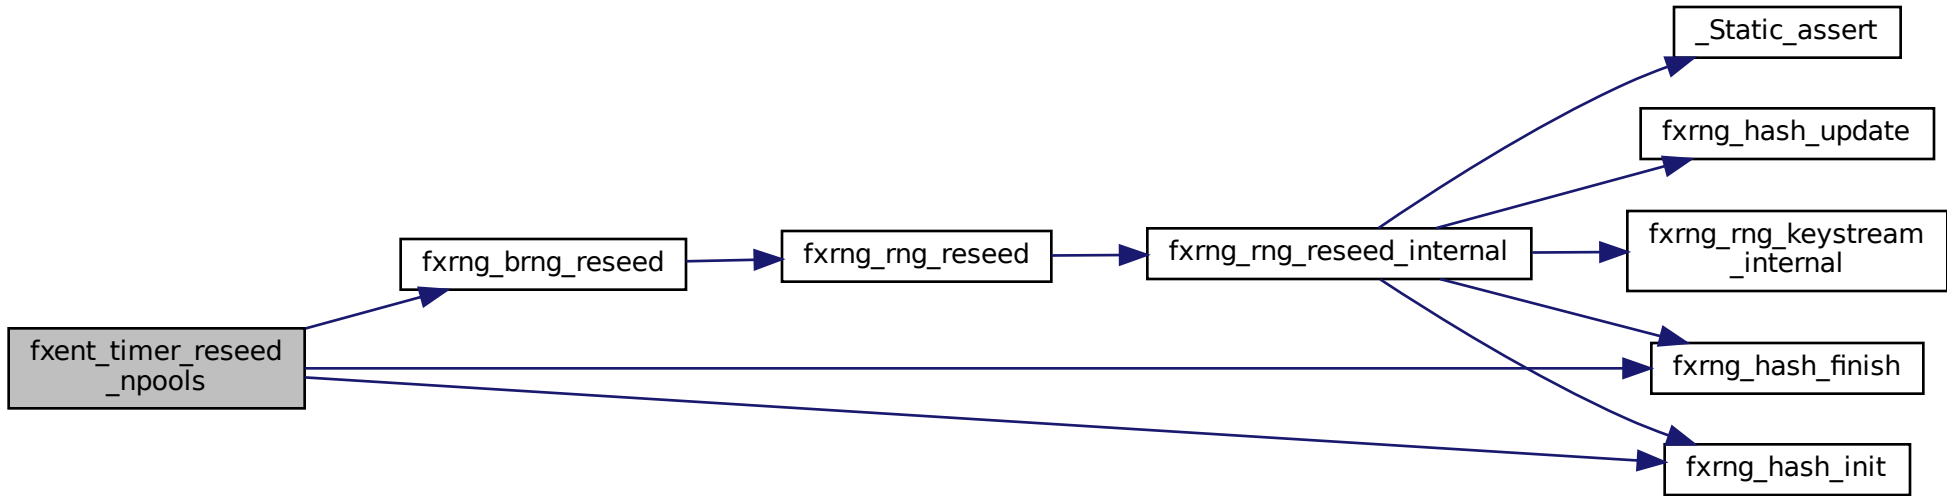 _Static_assert
fxrng_hash_update
fxrng_rng_keystream
_internal
fxrng_brng_reseed
fxrng_rng_reseed
fxrng_rng_reseed_internal
fxent_timer_reseed
_npools
fxrng_hash_finish
fxrng_hash_init